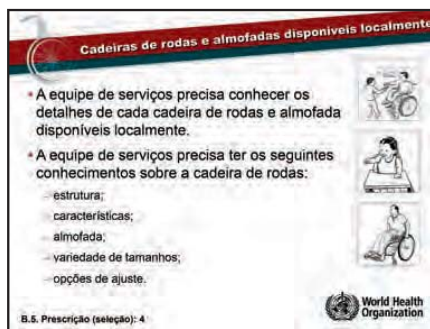 Cadeiras de rodas e almofadas disponíveis localmente
• A equipe de serviços precisa conhecer os
detalhes de cada cadeira de rodas e almofada
disponíveis localmente.
• A equipe de serviços precisa ter os seguintes
conhecimentos sobre a cadeira de rodas:
– estrutura;
– características;
– almofada;
– variedade de tamanhos;
– opções de ajuste.
B.5. Prescrição (seleção): 4
World Health
Organization